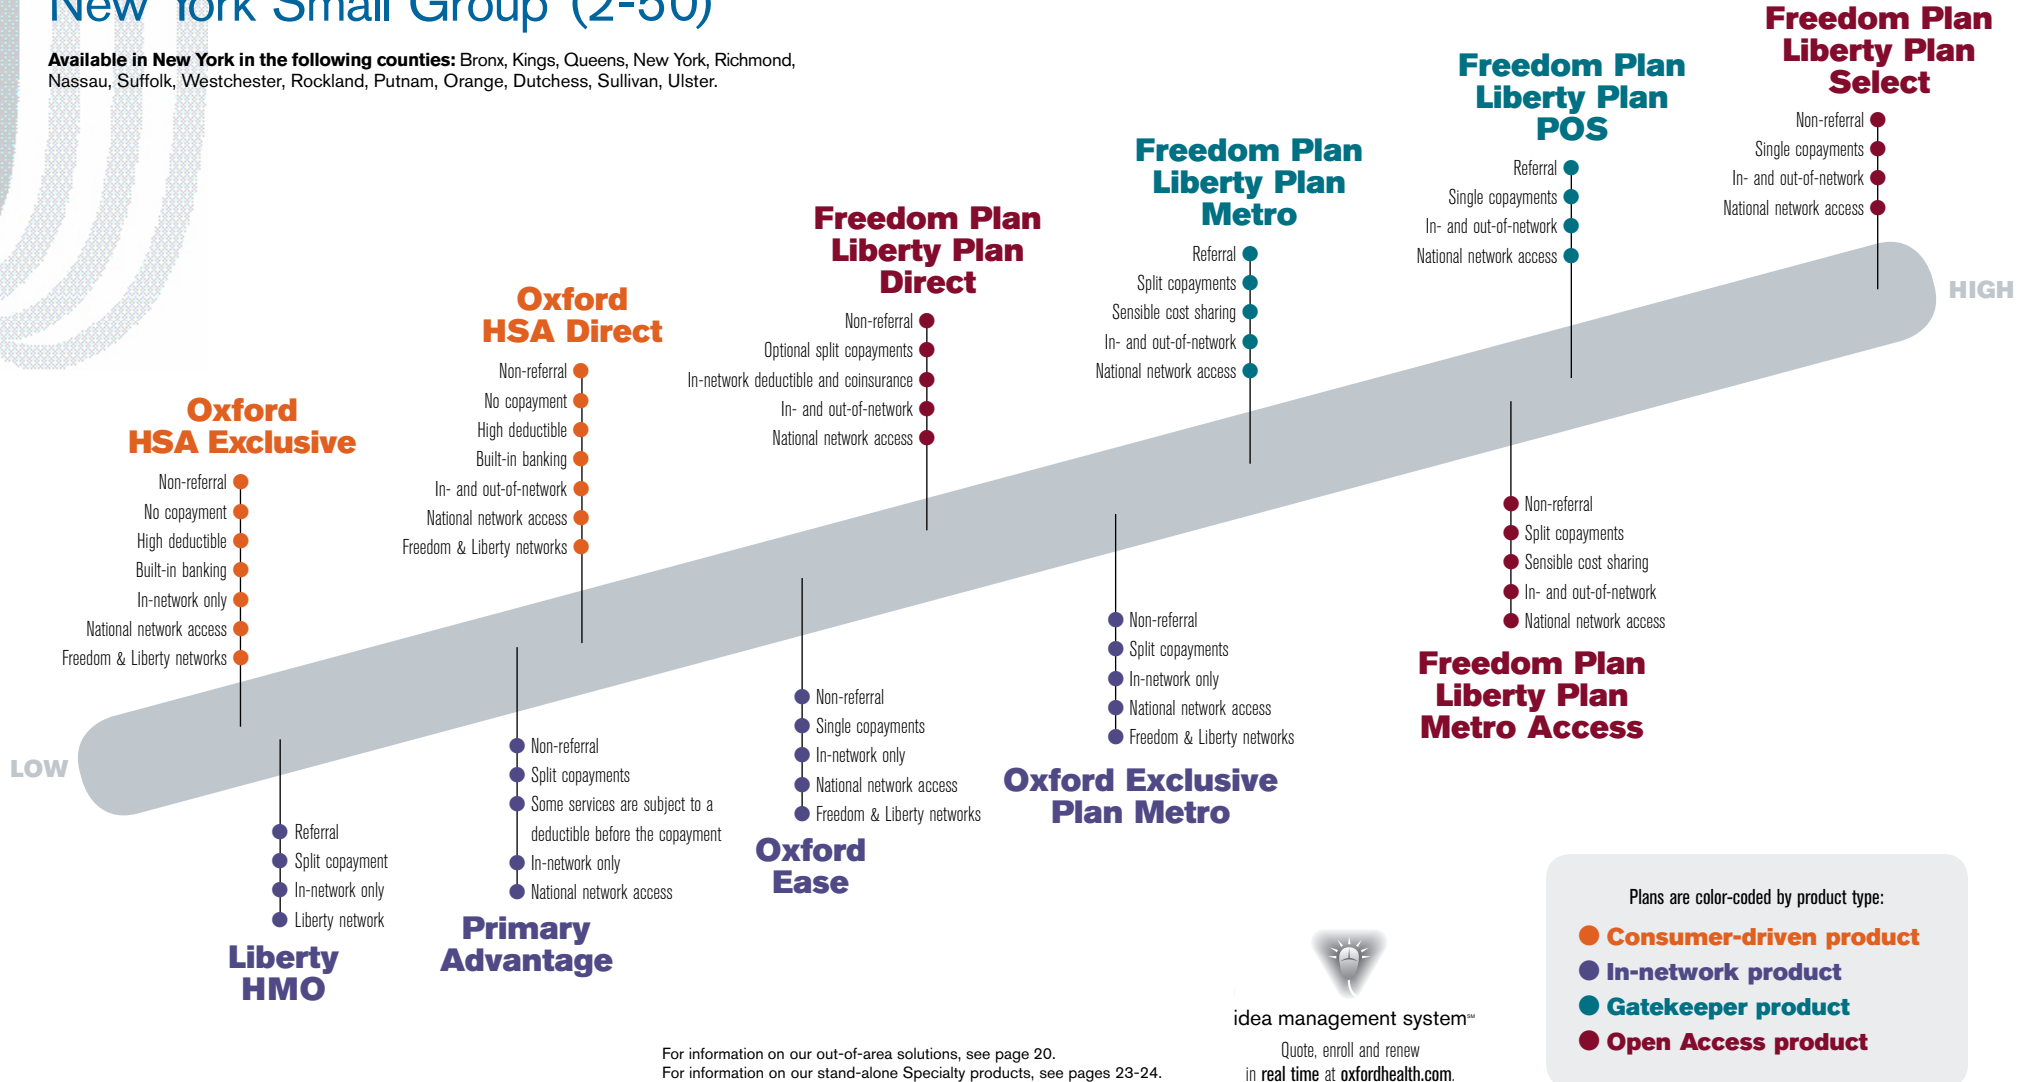 New York Small Group (2-50)
Available in New York in the following counties: Bronx, Kings, Queens, New York, Richmond,
Nassau, Suffolk, Westchester, Rockland, Putnam, Orange, Dutchess, Sullivan, Ulster.
Oxford
HSA Exclusive
Non-referral
No copayment
High deductible
Built-in banking
In-network only
National network access
Freedom & Liberty networks
Oxford
HSA Direct
Non-referral
No copayment
High deductible
Built-in banking
In- and out-of-network
National network access
Freedom & Liberty networks
Freedom Plan
Liberty Plan
Direct
Non-referral
Optional split copayments
In-network deductible and coinsurance
In- and out-of-network
National network access
Freedom Plan
Liberty Plan
Metro
Referral
Split copayments
Sensible cost sharing
In- and out-of-network
National network access
Freedom Plan
Liberty Plan
POS
Referral
Single copayments
In- and out-of-network
National network access
Freedom Plan
Liberty Plan
Select
Non-referral
Single copayments
In- and out-of-network
National network access
HIGH
LOW
Referral
Split copayment
In-network only
Liberty network
Liberty
HMO
Non-referral
Split copayments
Some services are subject to a
deductible before the copayment
In-network only
National network access
Primary
Advantage
Non-referral
Single copayments
In-network only
National network access
Freedom & Liberty networks
Oxford
Ease
Non-referral
Split copayments
In-network only
National network access
Freedom & Liberty networks
Oxford Exclusive
Plan Metro
Non-referral
Split copayments
Sensible cost sharing
In- and out-of-network
National network access
Freedom Plan
Liberty Plan
Metro Access
For information on our out-of-area solutions, see page 20.
For information on our stand-alone Specialty products, see pages 23-24.
idea management system℠
Quote, enroll and renew
in real time at oxfordhealth.com.
Plans are color-coded by product type:
Consumer-driven product
In-network product
Gatekeeper product
Open Access product